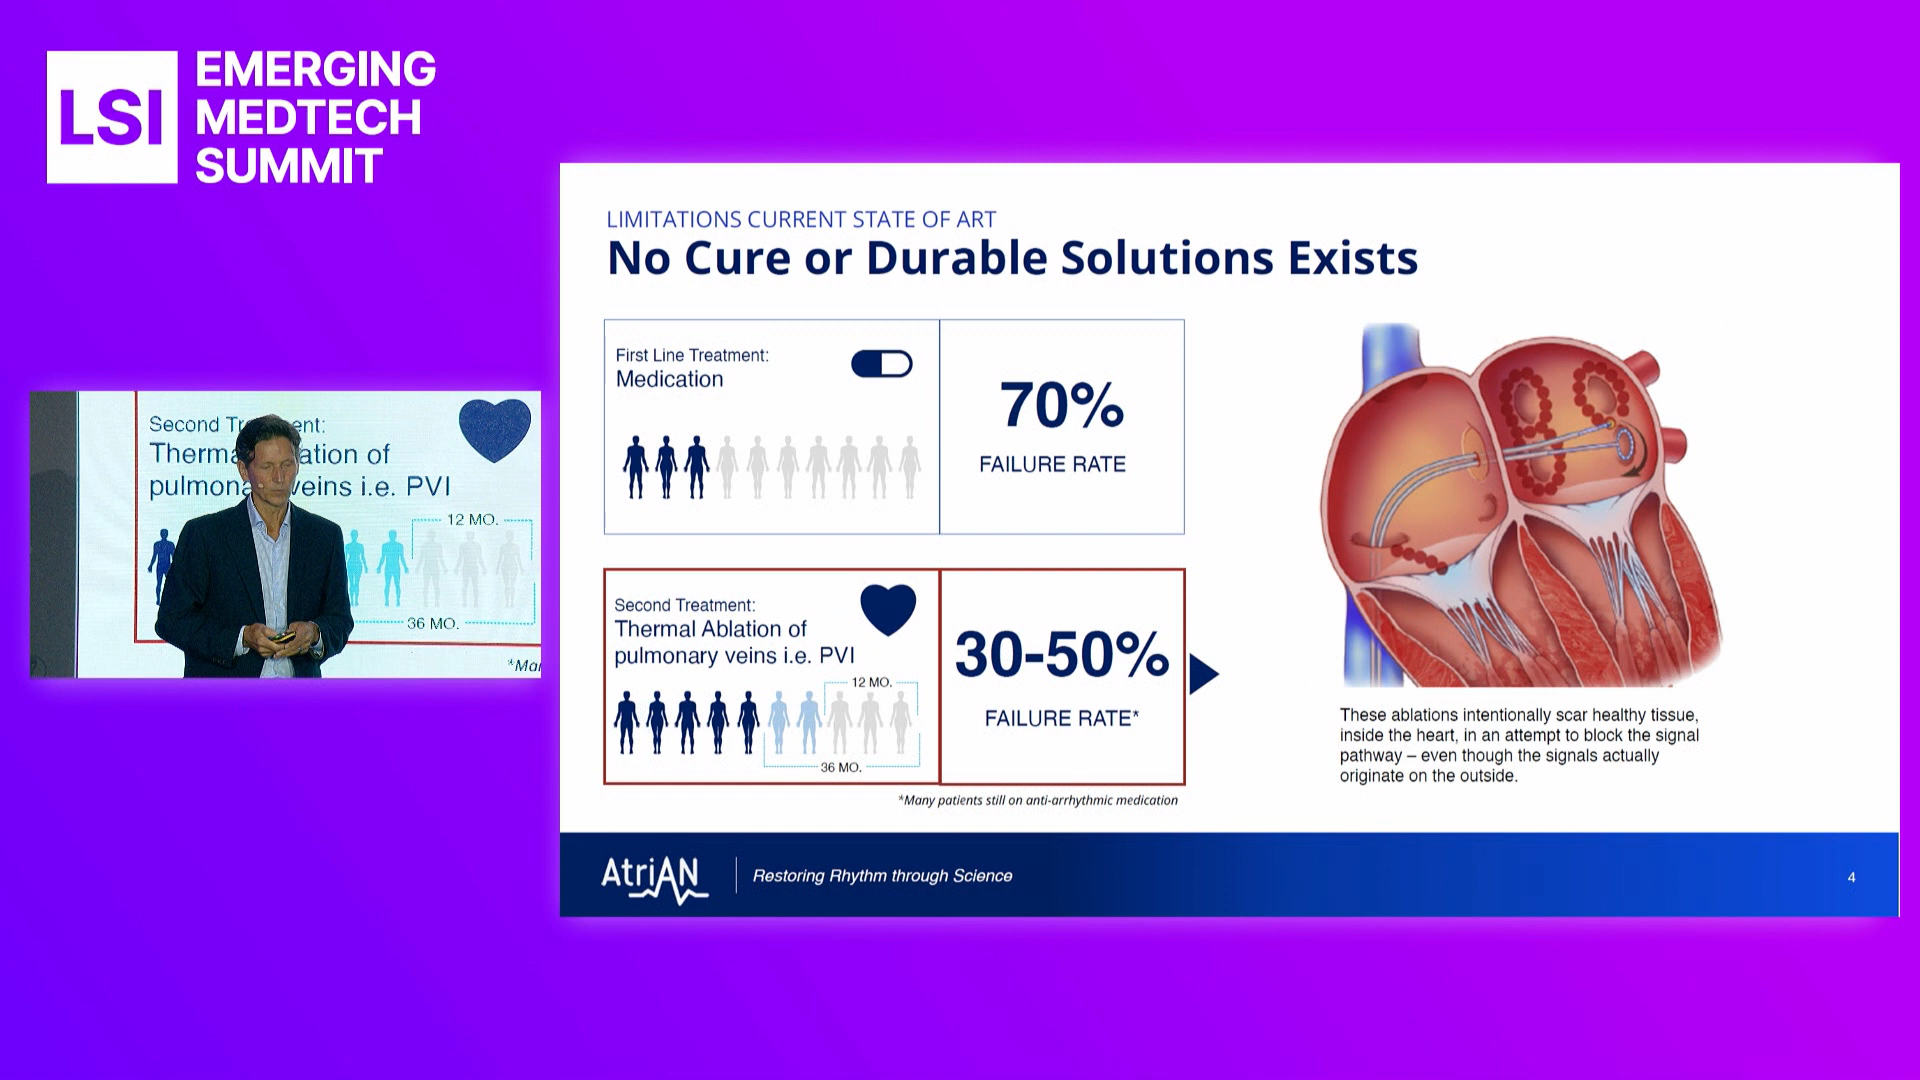 LSI
EMERGING
MEDTECH
SUMMIT
LIMITATIONS CURRENT STATE OF ART
No Cure or Durable Solutions Exists
First Line Treatment:
Medication
70%
FAILURE RATE
Second Treatment:
Thermal Ablation of
pulmonary veins i.e. PVI
12 MO.
36 MO.
30-50%
FAILURE RATE*
*Many patients still on anti-arrhythmic medication
These ablations intentionally scar healthy tissue,
inside the heart, in an attempt to block the signal
pathway – even though the signals actually
originate on the outside.
AtriAN
Restoring Rhythm through Science
4
Second Tr ent:
Therma ation of
pulmona veins i.e. PVI
12 MO.
36 MO.
*Ma